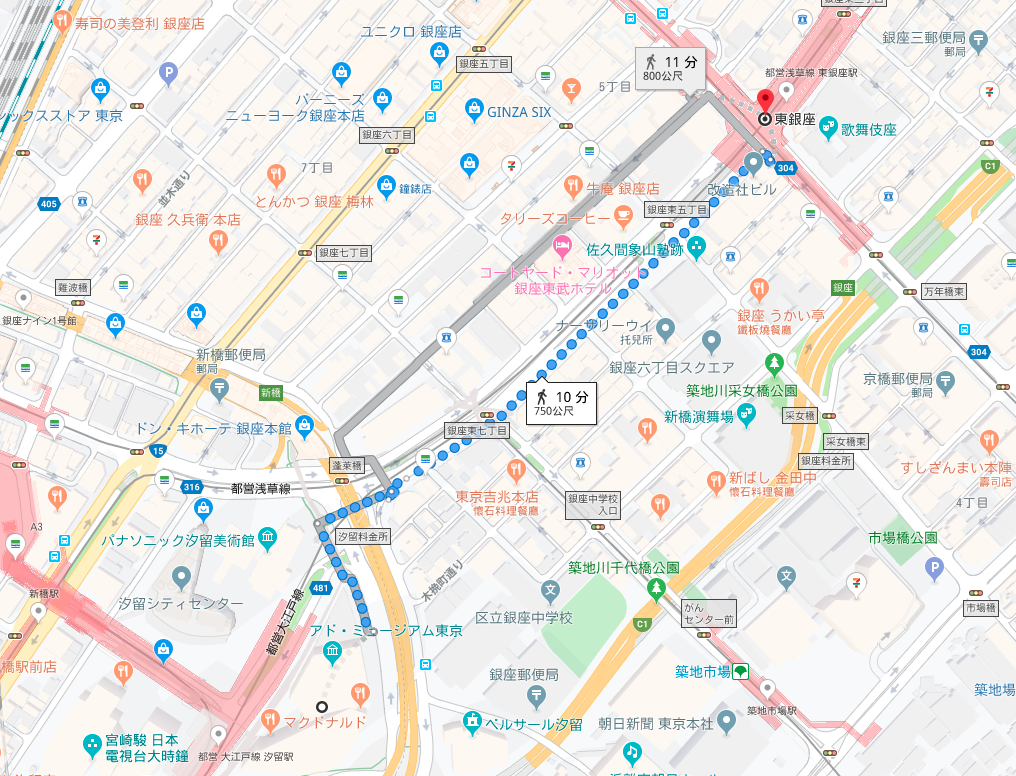 寿司の美登利 銀座店
ユニクロ 銀座店
銀座五丁目
11 分
800公尺
都営浅草線 東銀座駅
銀座三郵便局
郵局
5丁目
バーニーズ
ニューヨーク銀座本店
GINZA SIX
東銀座
歌舞伎座
銀座六丁目
7丁目
鐘錶店
牛庵 銀座店
改造社ビル
304
C1
405
並木通り
とんかつ 銀座 梅林
銀座 久兵衛 本店
タリーズコーヒー
銀座東五丁目
銀座七丁目
佐久間象山塾跡
コートヤード・マリオット
銀座東武ホテル
難波橋
銀座ナイン1号館
銀座
万年橋東
銀座 うかい亭
鐵板燒餐廳
ナーサリーウィ
托兒所
304
新橋郵便局
郵局
銀座六丁目スクエア
築地川采女橋公園
京橋郵便局
郵局
新橋
10 分
750公尺
新橋演舞場
采女橋
ドン・キホーテ 銀座本館
銀座東七丁目
采女橋東
銀座料金所
15
蓬莱橋
すしざんまい本陣
壽司店
316
都営浅草線
東京吉兆本店
懷石料理餐廳
新ばし 金田中
懷石料理餐廳
銀座中学校
入口
4丁目
A3
パナソニック汐留美術館
汐留料金所
市場橋公園
築地川千代橋公園
481
木挽町通り
新橋駅
汐留シティセンター
都営大江戸線
区立銀座中学校
がん
センター前
市場橋
C1
アド・ミュージアム東京
橋駅前店
銀座郵便局
築地市場
築地場
マクドナルド
ベルサール汐留
朝日新聞 東京本社
築地市場駅
宮崎駿 日本
電視台大時鐘
都営 大江戸線 汐留駅